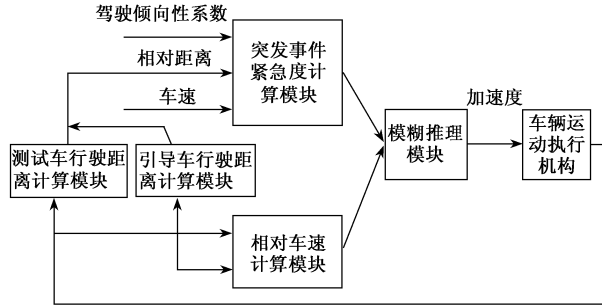 驾驶倾向性系数
相对距离
车速
突发事件
紧急度计
算模块
加速度
模糊推理
模块
车辆运
动执行
机构
测试车行驶距
离计算模块
引导车行驶距
离计算模块
相对车速
计算模块